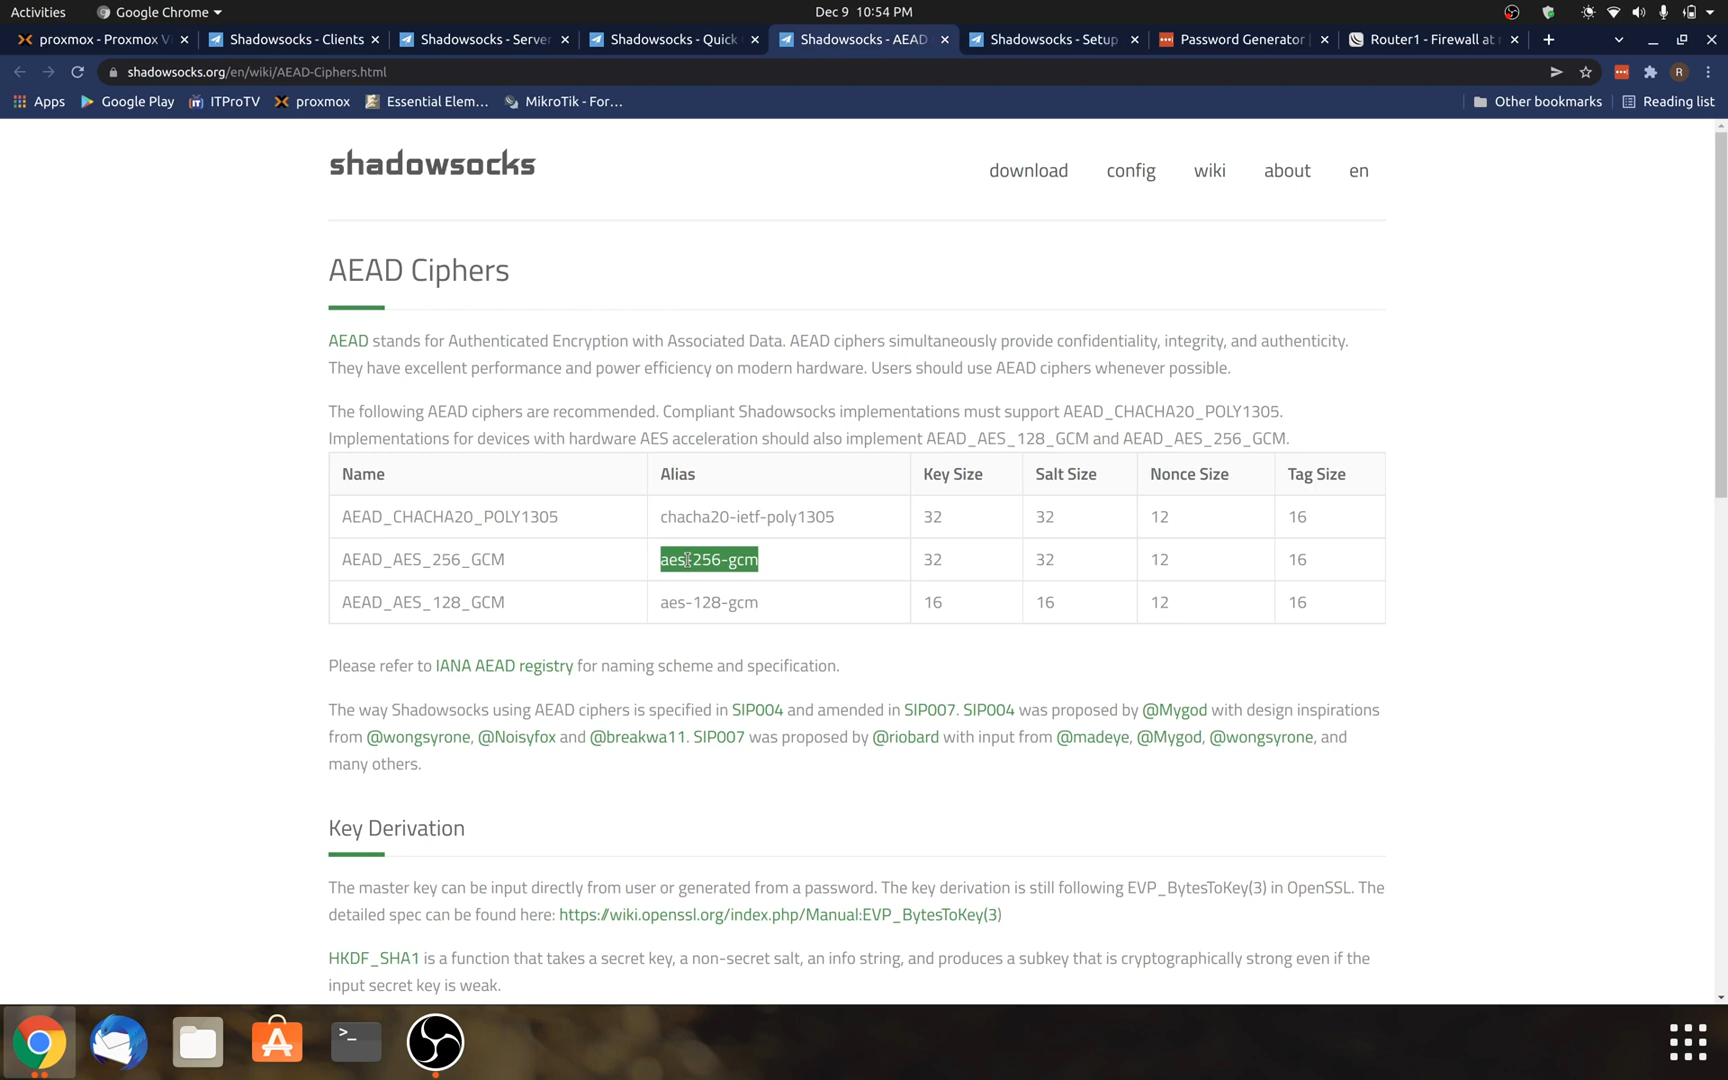 Activities Google Chrome Dec 9 10:54 PM
proxmox - Proxmox V Shadowsocks - Clients Shadowsocks - Server Shadowsocks - Quick Shadowsocks - AEAD Shadowsocks - Setup Password Generator Router1 - Firewall at
shadowsocks.org/en/wiki/AEAD-Ciphers.html R
Apps Google Play ITProTV proxmox Essential Elem… MikroTik - For… Other bookmarks Reading list
shadowsocks download config wiki about en
AEAD Ciphers
AEAD stands for Authenticated Encryption with Associated Data. AEAD ciphers simultaneously provide confidentiality, integrity, and authenticity.
They have excellent performance and power efficiency on modern hardware. Users should use AEAD ciphers whenever possible.
The following AEAD ciphers are recommended. Compliant Shadowsocks implementations must support AEAD_CHACHA20_POLY1305.
Implementations for devices with hardware AES acceleration should also implement AEAD_AES_128_GCM and AEAD_AES_256_GCM.
Name Alias Key Size Salt Size Nonce Size Tag Size
AEAD_CHACHA20_POLY1305 chacha20-ietf-poly1305 32 32 12 16
AEAD_AES_256_GCM aes-256-gcm 32 32 12 16
AEAD_AES_128_GCM aes-128-gcm 16 16 12 16
Please refer to IANA AEAD registry for naming scheme and specification.
The way Shadowsocks using AEAD ciphers is specified in SIP004 and amended in SIP007. SIP004 was proposed by @Mygod with design inspirations
from @wongsyrone, @Noisyfox and @breakwa11. SIP007 was proposed by @riobard with input from @madeye, @Mygod, @wongsyrone, and
many others.
Key Derivation
The master key can be input directly from user or generated from a password. The key derivation is still following EVP_BytesToKey(3) in OpenSSL. The
detailed spec can be found here: https://wiki.openssl.org/index.php/Manual:EVP_BytesToKey(3)
HKDF_SHA1 is a function that takes a secret key, a non-secret salt, an info string, and produces a subkey that is cryptographically strong even if the
input secret key is weak.